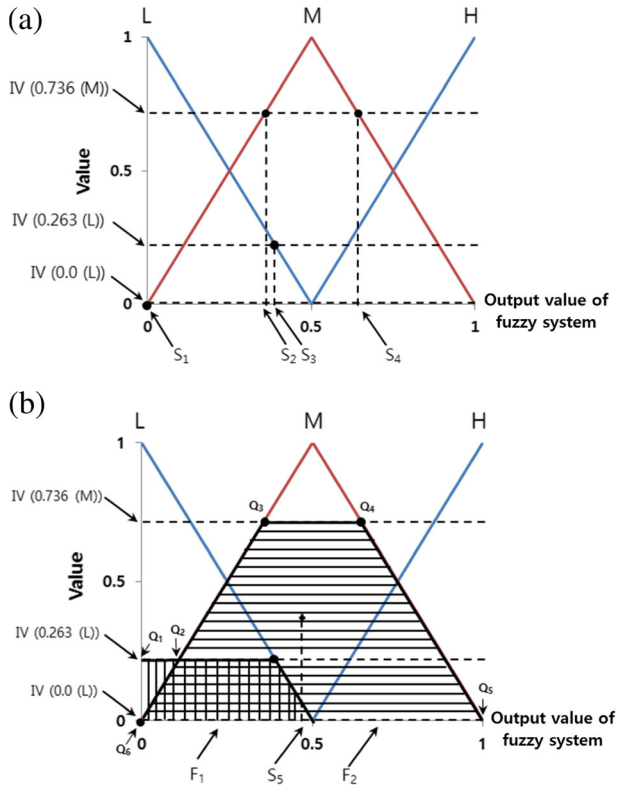 (a)
L M H
1
IV (0.736 (M))
0.5
Value
IV (0.263 (L))
IV (0.0 (L))
0
0 0.5 1
Output value of
fuzzy system
S1 S2 S3 S4
(b)
L M H
1
IV (0.736 (M))
Q3 Q4
0.5
Value
IV (0.263 (L))
Q1 Q2
IV (0.0 (L))
Q5
0
Output value of
fuzzy system
Q6
0 0.5 1
F1 S5 F2